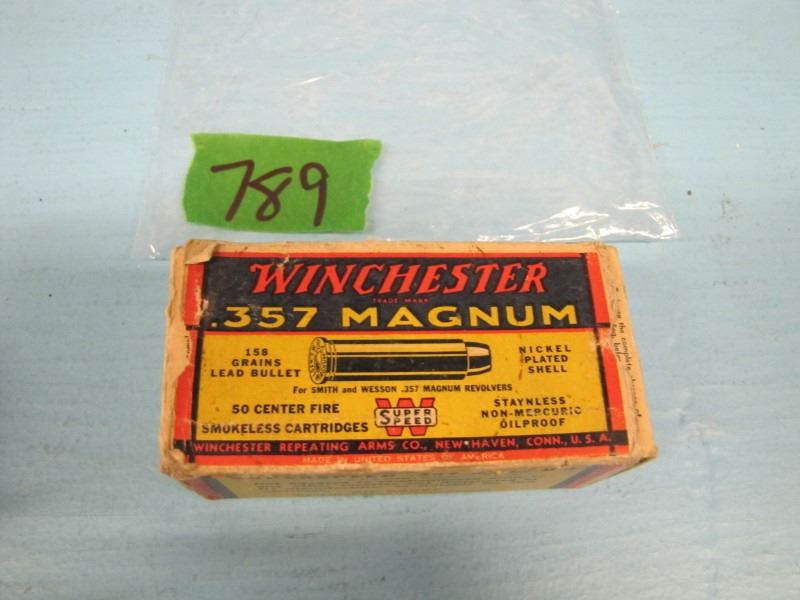 789
WINCHESTER
TRADE MARK
.357 MAGNUM
158
GRAINS
LEAD BULLET
NICKEL
PLATED
SHELL
For SMITH and WESSON .357 MAGNUM REVOLVERS
50 CENTER FIRE
SMOKELESS CARTRIDGES
W
SUPER
SPEED
STAYNLESS
NON-MERCURIC
OILPROOF
WINCHESTER REPEATING ARMS CO., NEW HAVEN, CONN., U.S.A.
MADE IN UNITED STATES OF AMERICA
the complete